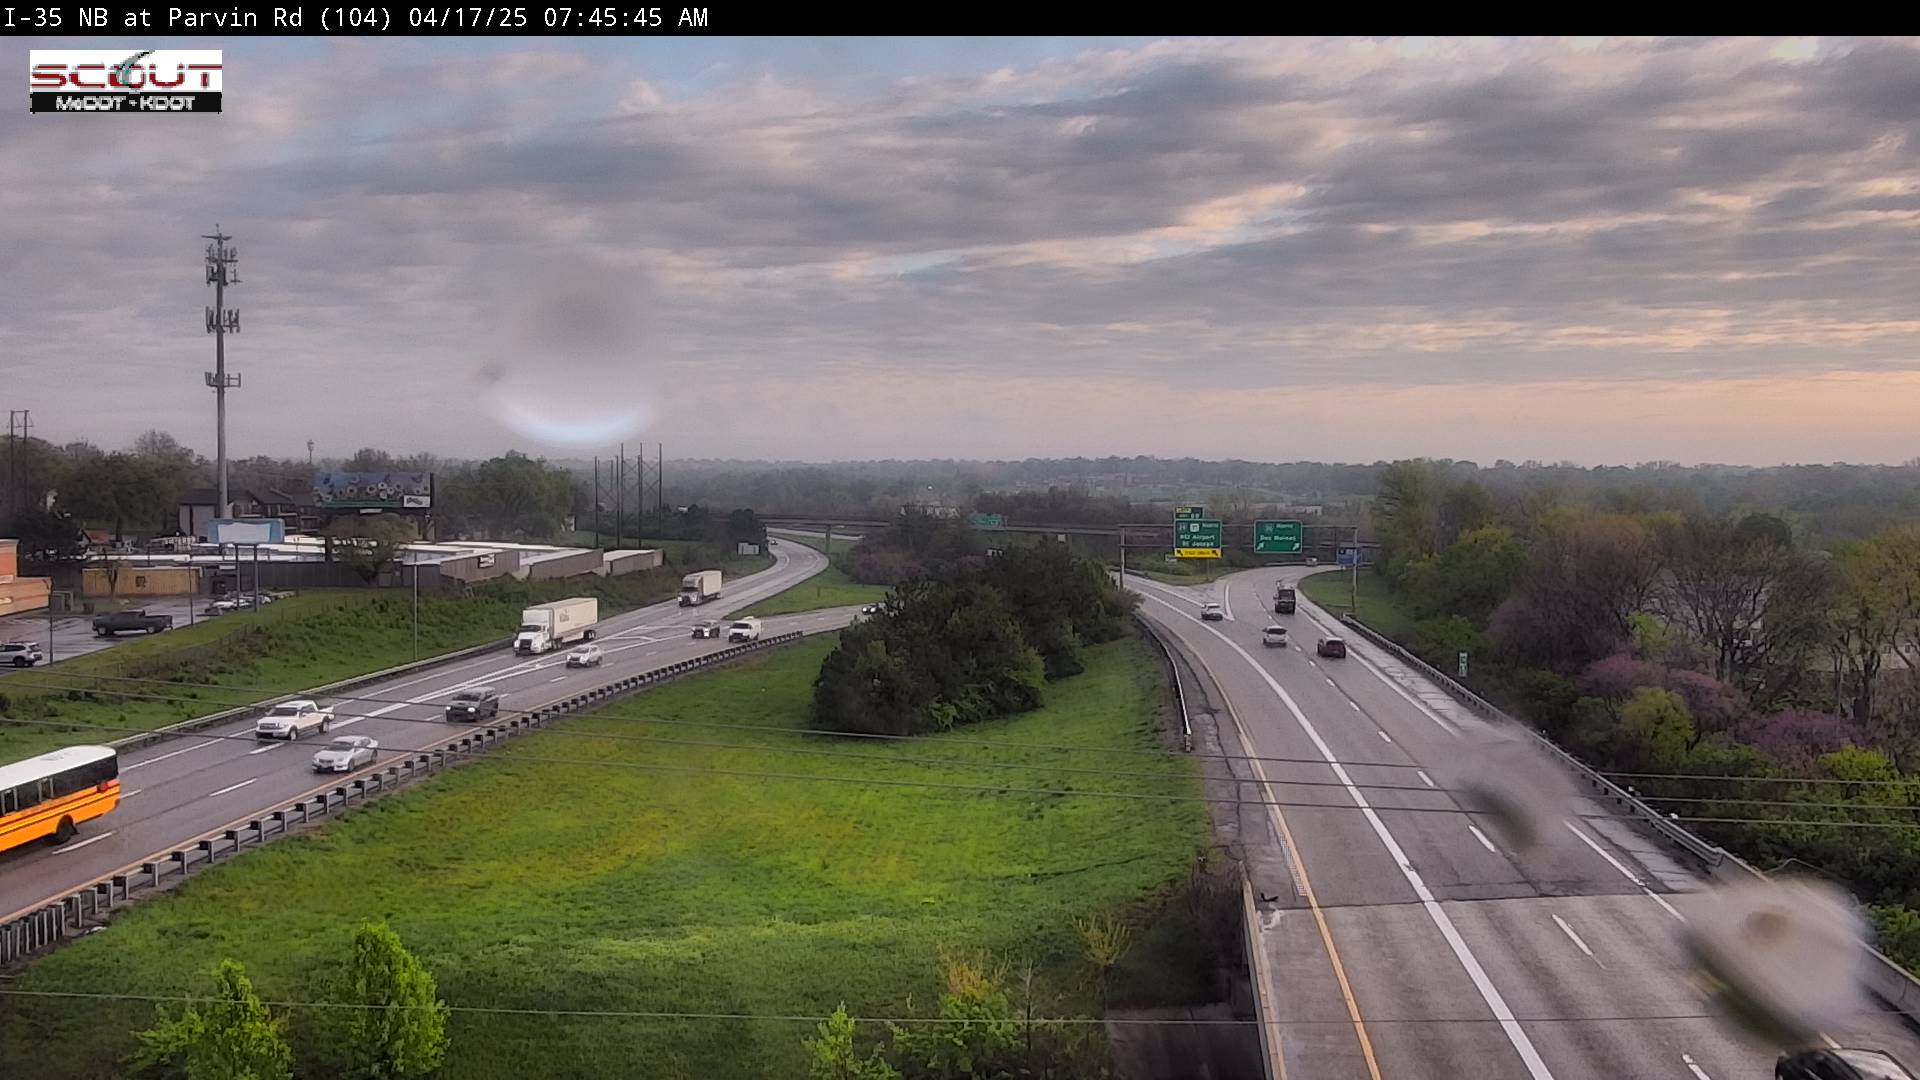 I-35 NB at Parvin Rd (104) 04/17/25 07:45:45 AM
SCOUT
MoDOT - KDOT
North
KCI Airport
St Joseph
North
Des Moines